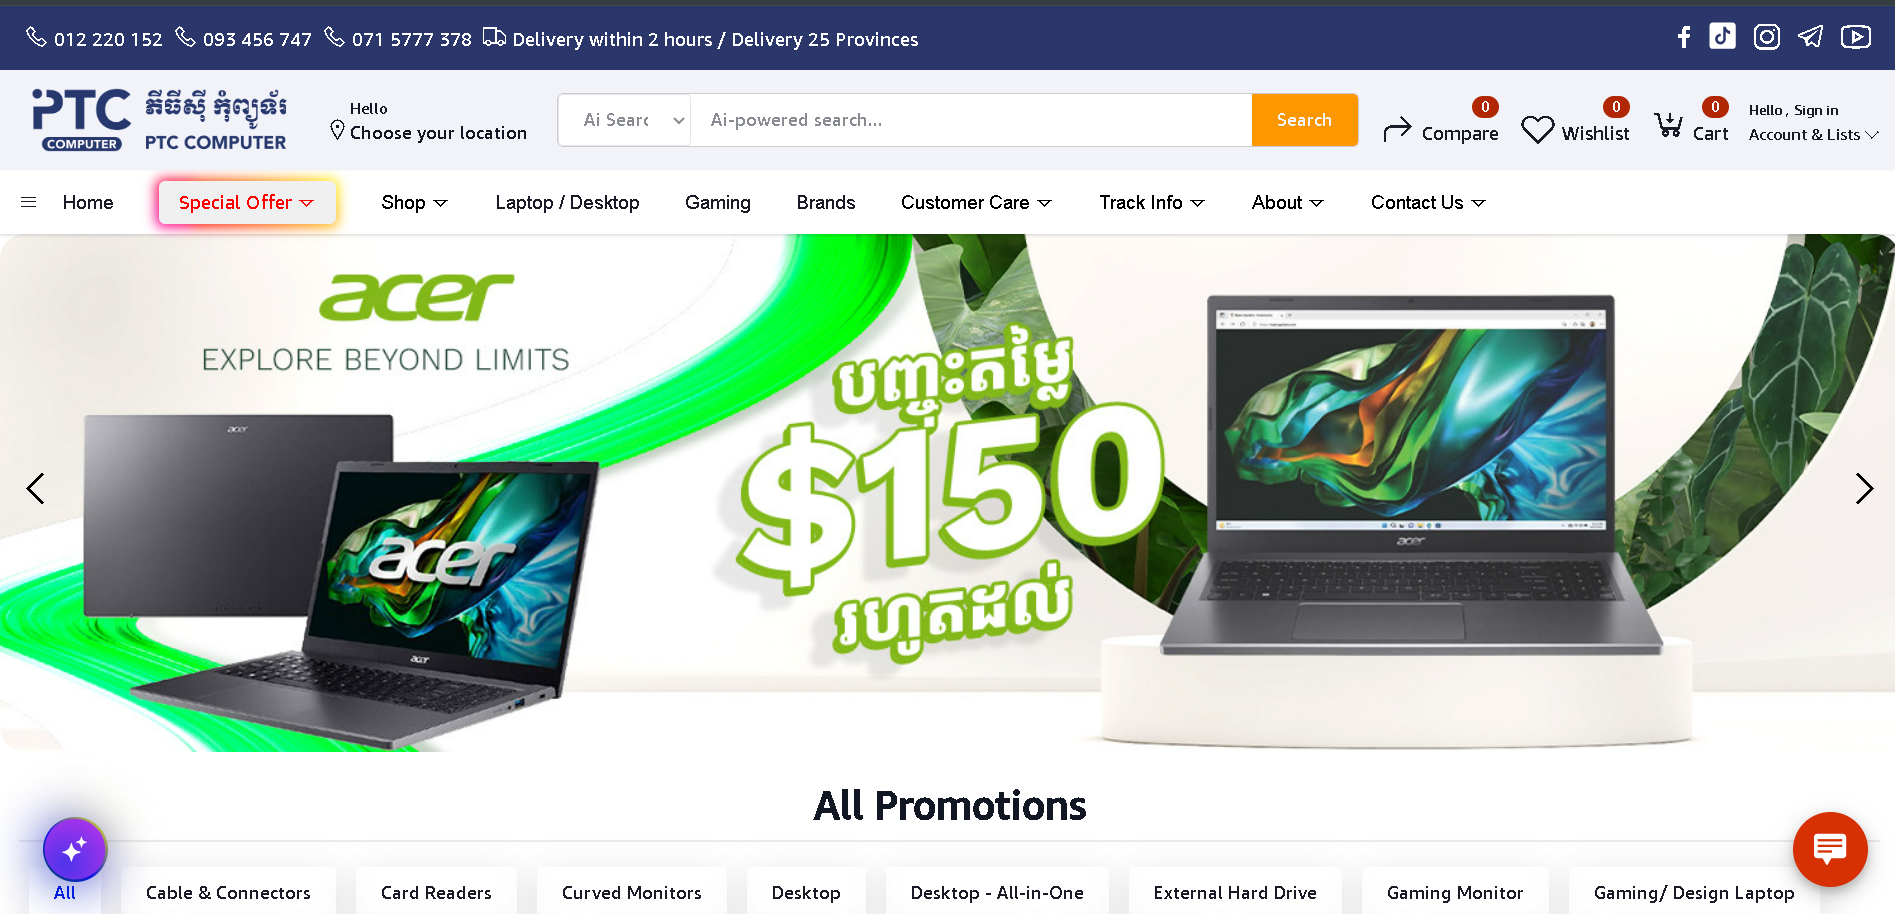 012 220 152 093 456 747 071 5777 378 Delivery within 2 hours / Delivery 25 Provinces
PTC
COMPUTER
ភីធីស៊ី កុំព្យូទ័រ
PTC COMPUTER
Hello
Choose your location
Ai Searc
Ai-powered search...
Search
0
Compare
0
Wishlist
0
Cart
Hello , Sign in
Account & Lists
Home Special Offer Shop Laptop / Desktop Gaming Brands Customer Care Track Info About Contact Us
acer
EXPLORE BEYOND LIMITS
បញ្ចុះតម្លៃ
$150
រហូតដល់
acer
acer
acer
acer
All Promotions
All Cable & Connectors Card Readers Curved Monitors Desktop Desktop - All-in-One External Hard Drive Gaming Monitor Gaming/ Design Laptop